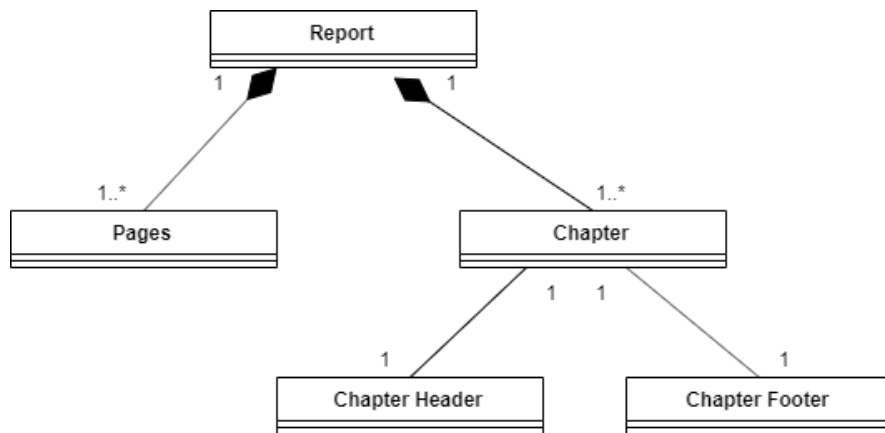 Report
1
1
1..*
1..*
Pages
Chapter
1
1
1
1
Chapter Header
Chapter Footer